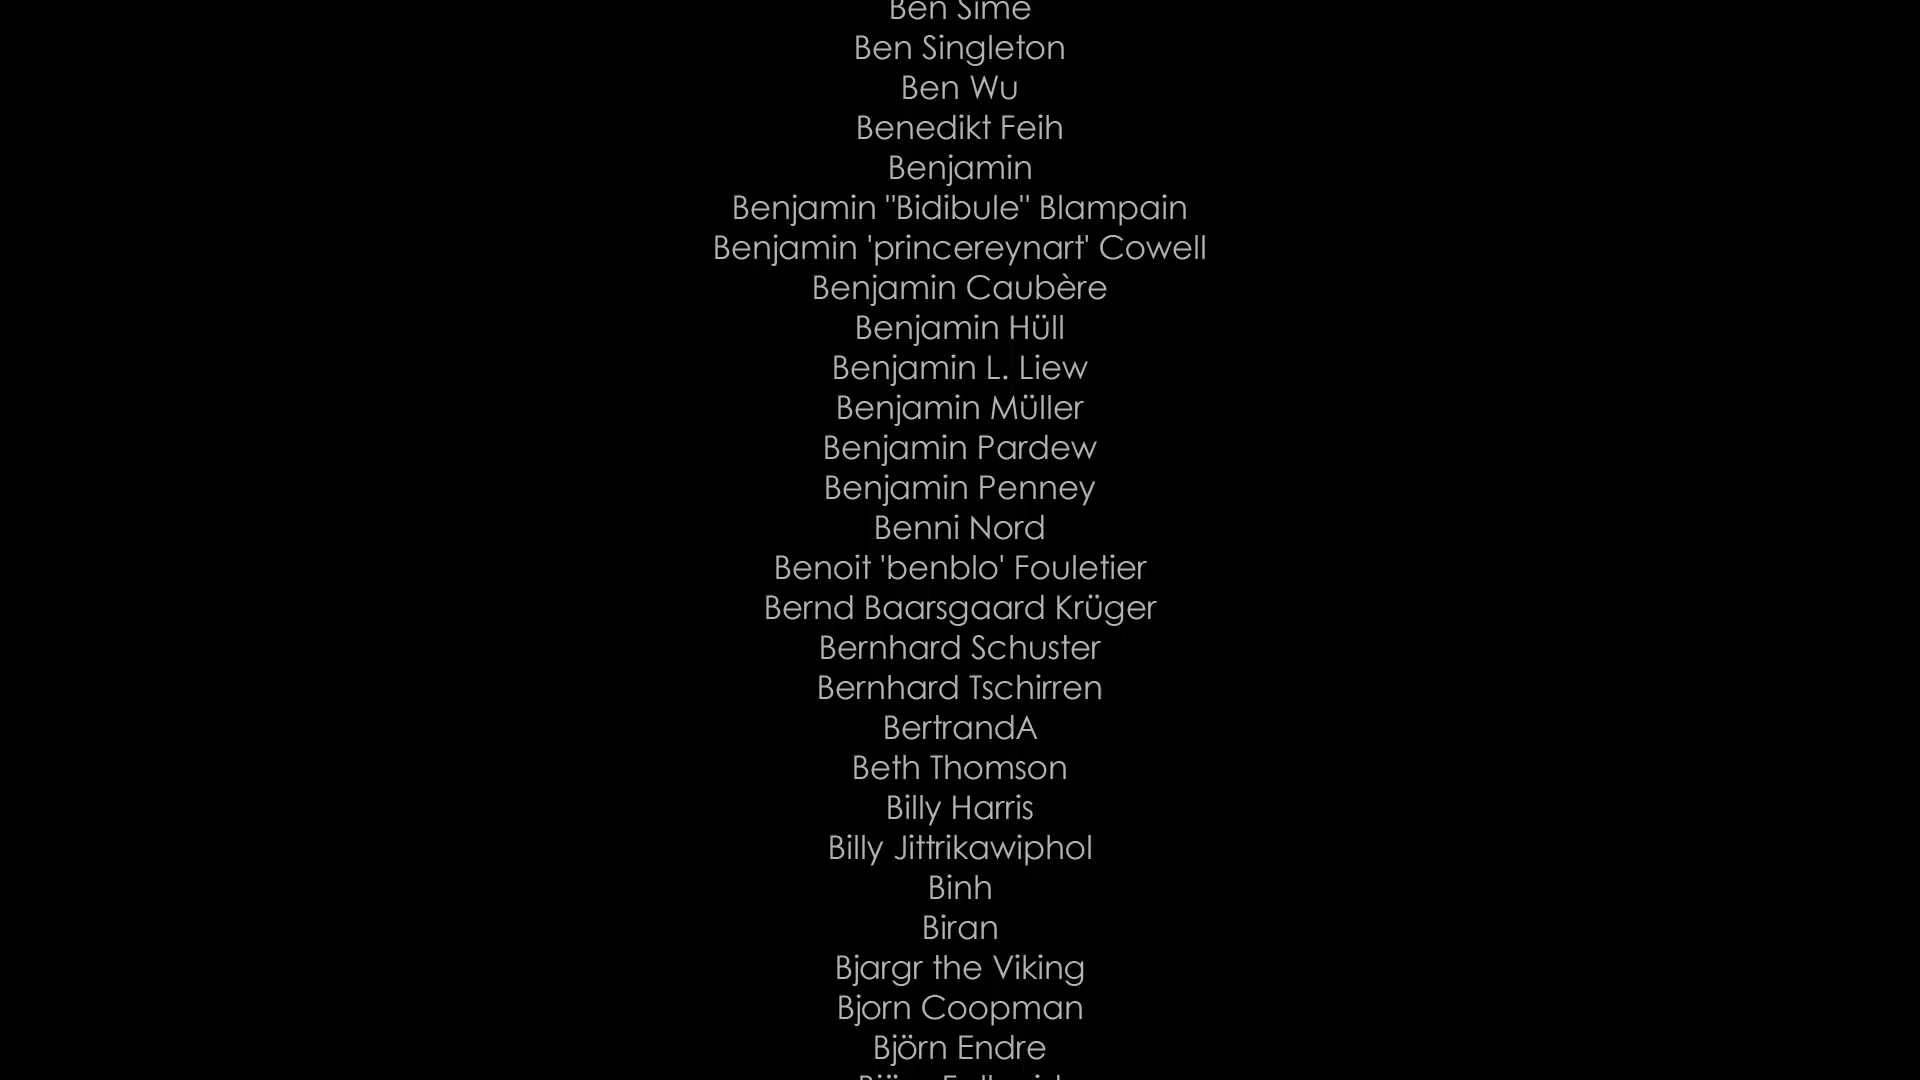 Ben Sime
Ben Singleton
Ben Wu
Benedikt Feih
Benjamin
Benjamin "Bidibule" Blampain
Benjamin 'princereynart' Cowell
Benjamin Caubère
Benjamin Hüll
Benjamin L. Liew
Benjamin Müller
Benjamin Pardew
Benjamin Penney
Benni Nord
Benoit 'benblo' Fouletier
Bernd Baarsgaard Krüger
Bernhard Schuster
Bernhard Tschirren
BertrandA
Beth Thomson
Billy Harris
Billy Jittrikawiphol
Binh
Biran
Bjargr the Viking
Bjorn Coopman
Björn Endre